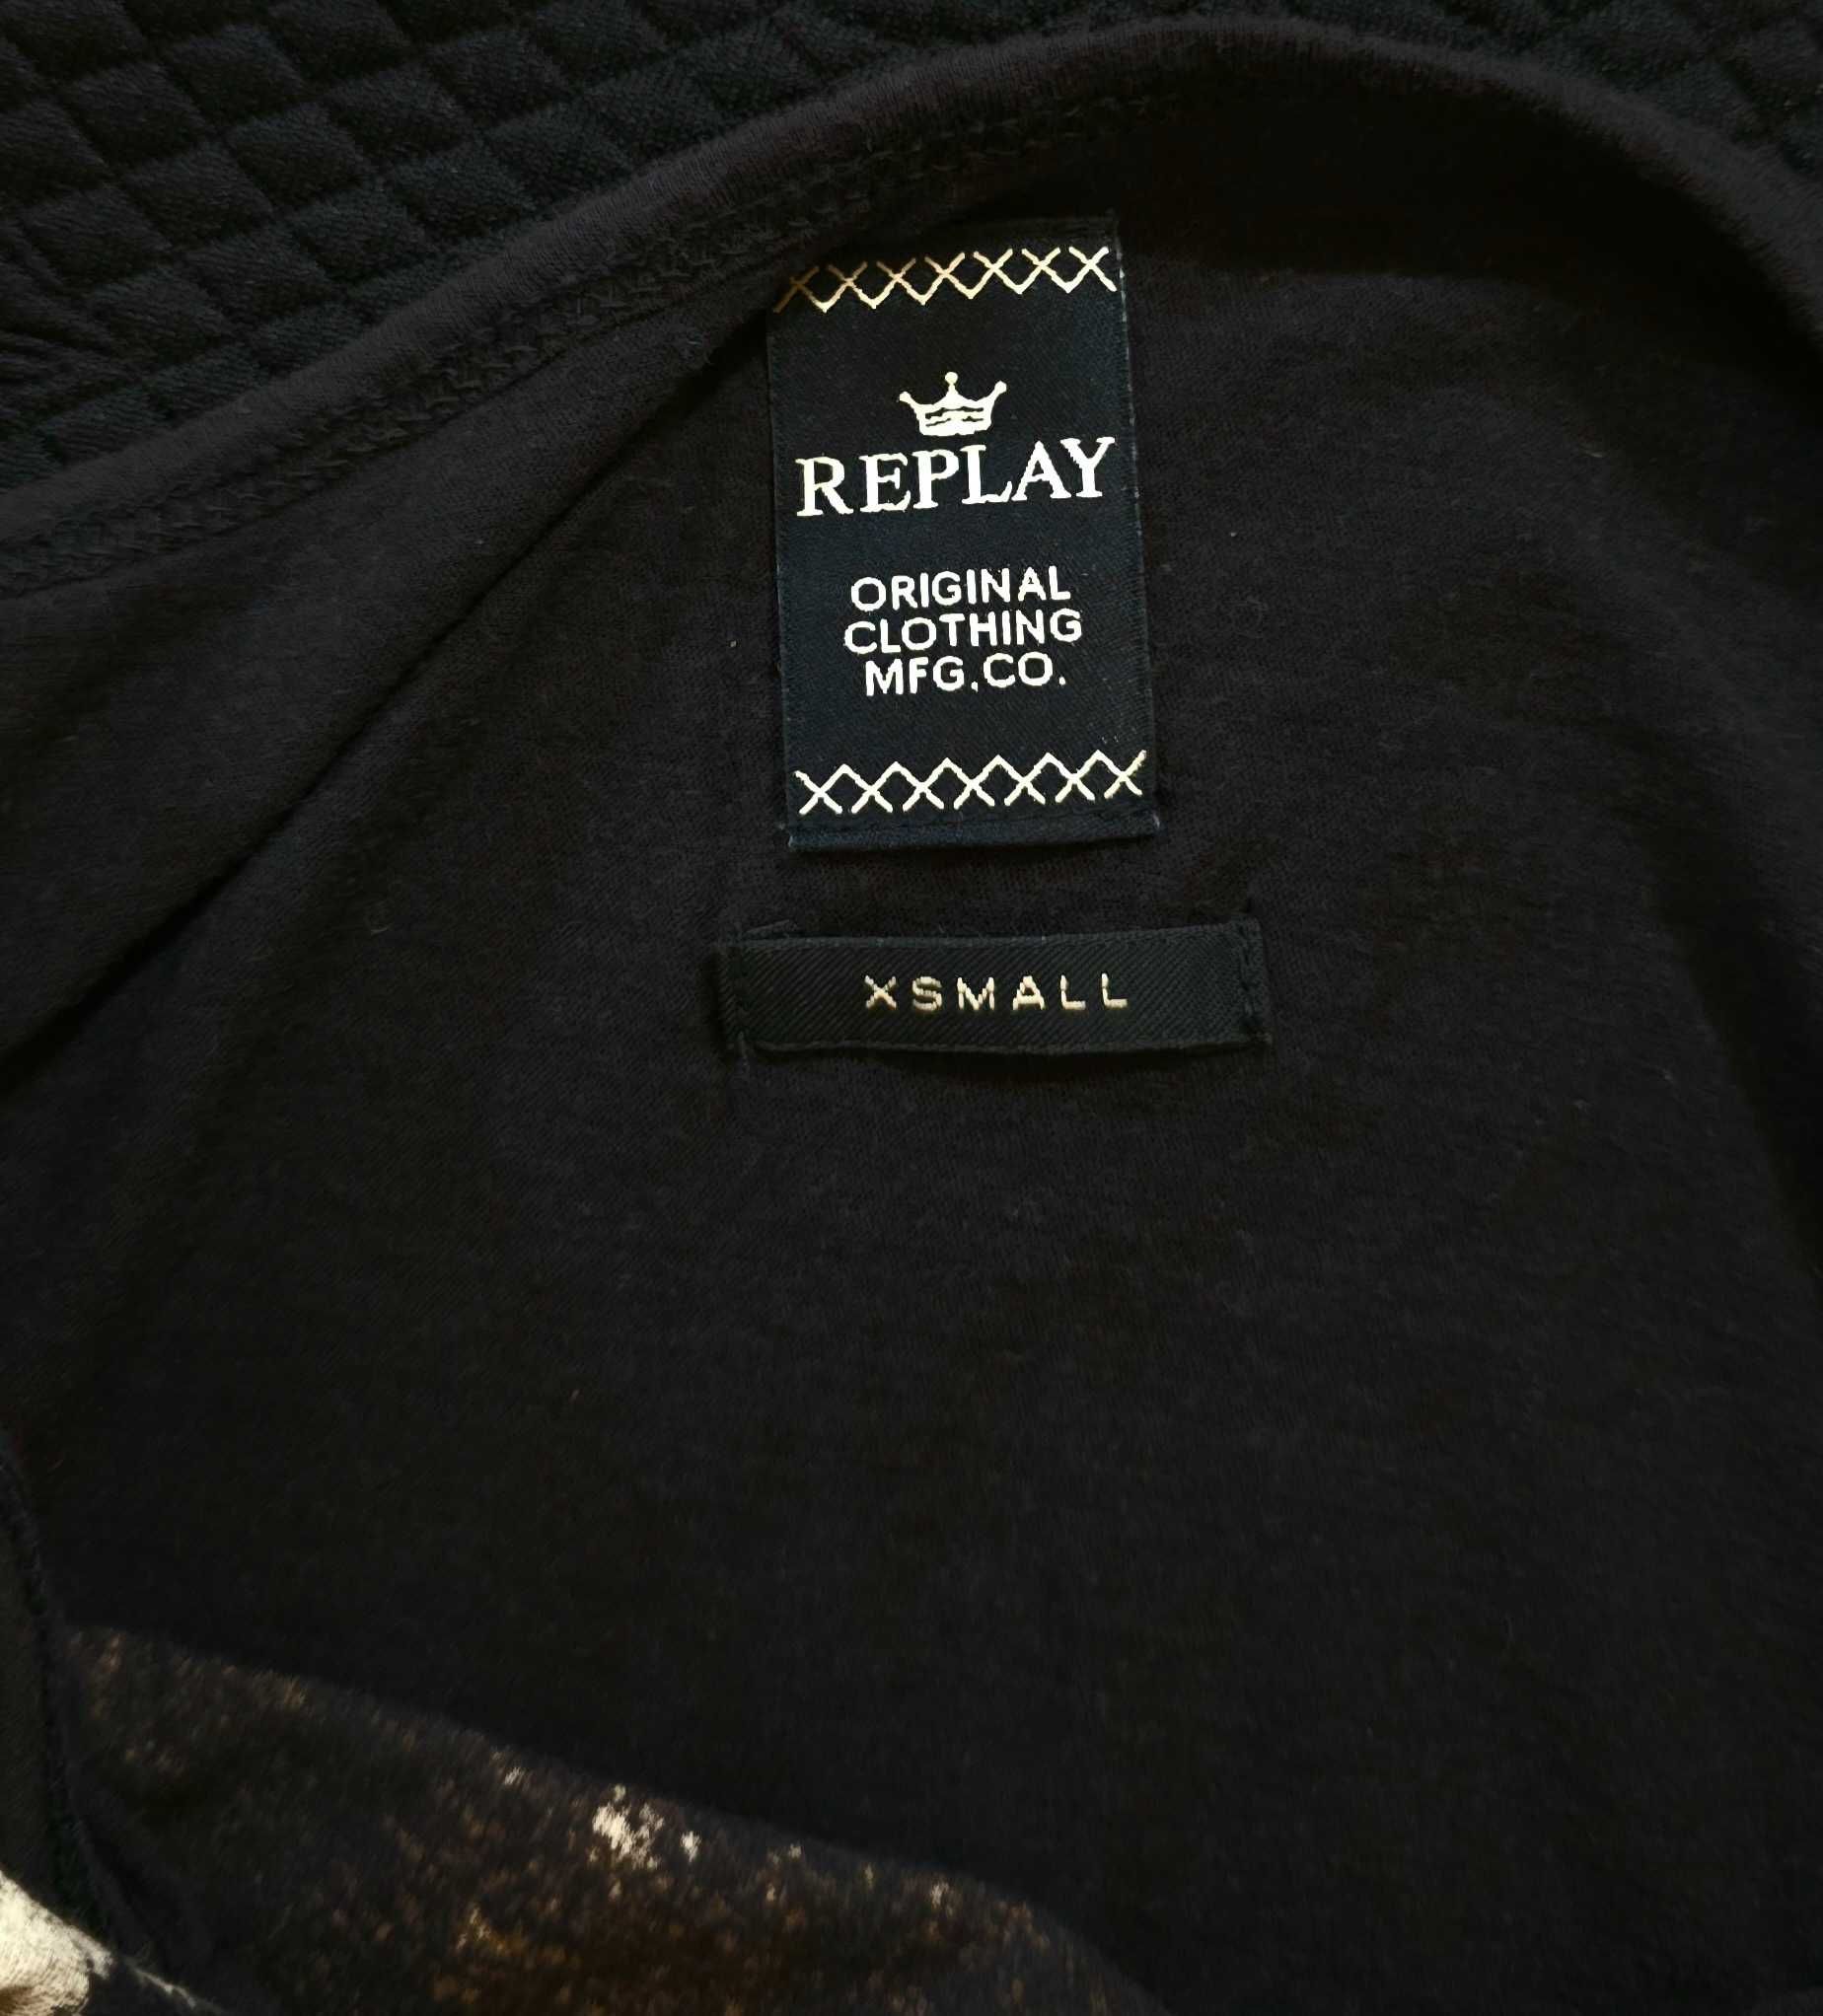 REPLAY
ORIGINAL
CLOTHING
MFG.CO.
XSMALL